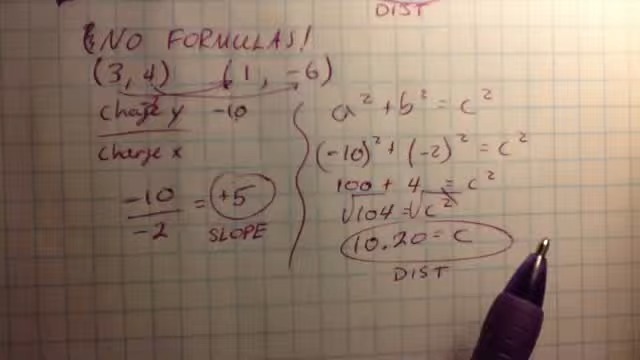 DIST
NO FORMULAS!
(3, 4) (1, -6)
change y -10
change x
-10 / -2 = +5
SLOPE
a² + b² = c²
(-10)² + (-2)² = c²
100 + 4 = c²
√104 = √c²
10.20 = c
DIST